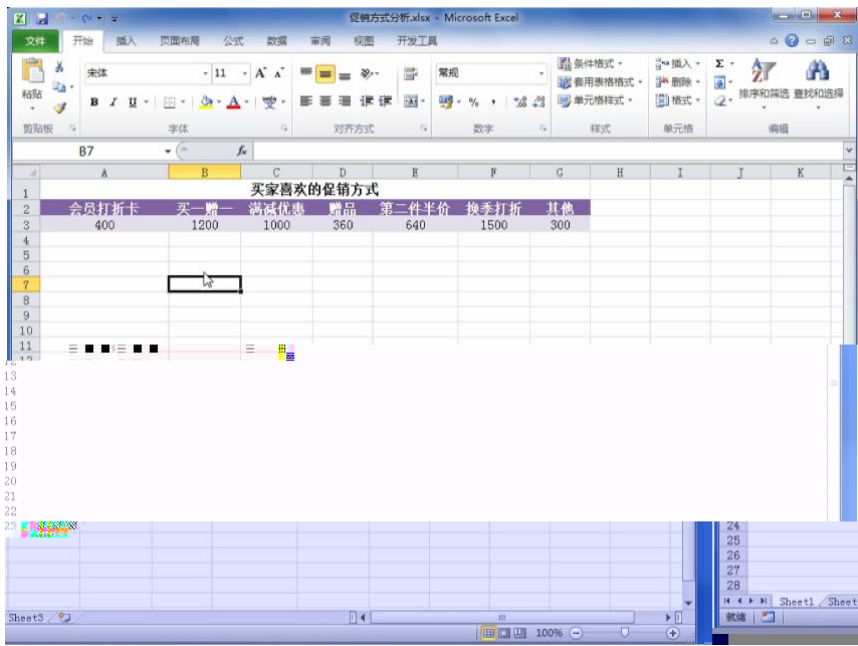 促销方式分析.xlsx - Microsoft Excel
文件 开始 插入 页面布局 公式 数据 审阅 视图 开发工具
宋体 11 常规 条件格式 插入 Σ
粘贴 套用表格格式 删除 排序和筛选 查找和选择
B I U A % , 单元格样式 格式
剪贴板 字体 对齐方式 数字 样式 单元格 编辑
B7 fx
A B C D E F G H I J K
1 买家喜欢的促销方式
2 会员打折卡 买一赠一 满减优惠 赠品 第二件半价 换季打折 其他
3 400 1200 1000 360 640 1500 300
4
5
6
7
8
9
10
11
12
13
14
15
16
17
18
19
20
21
22
23
24
25
26
27
28
Sheet1 Sheet
Sheet3
就绪
100%